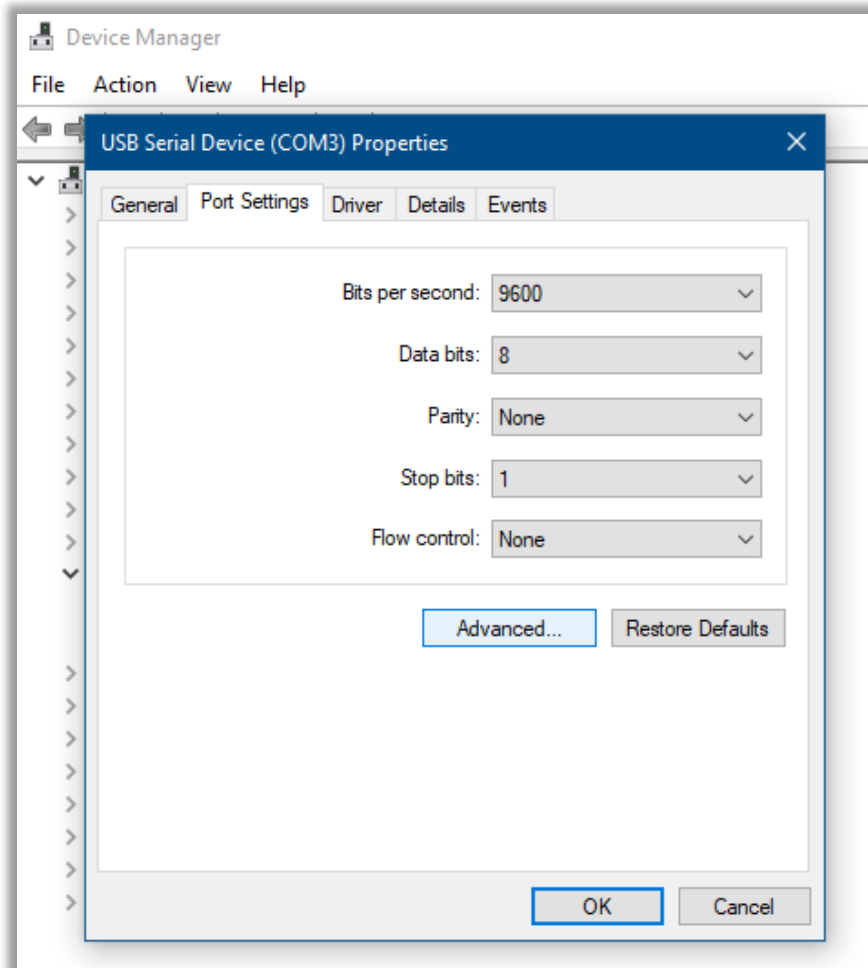 Device Manager
File Action View Help
USB Serial Device (COM3) Properties
General Port Settings Driver Details Events
Bits per second: 9600
Data bits: 8
Parity: None
Stop bits: 1
Flow control: None
Advanced... Restore Defaults
OK Cancel